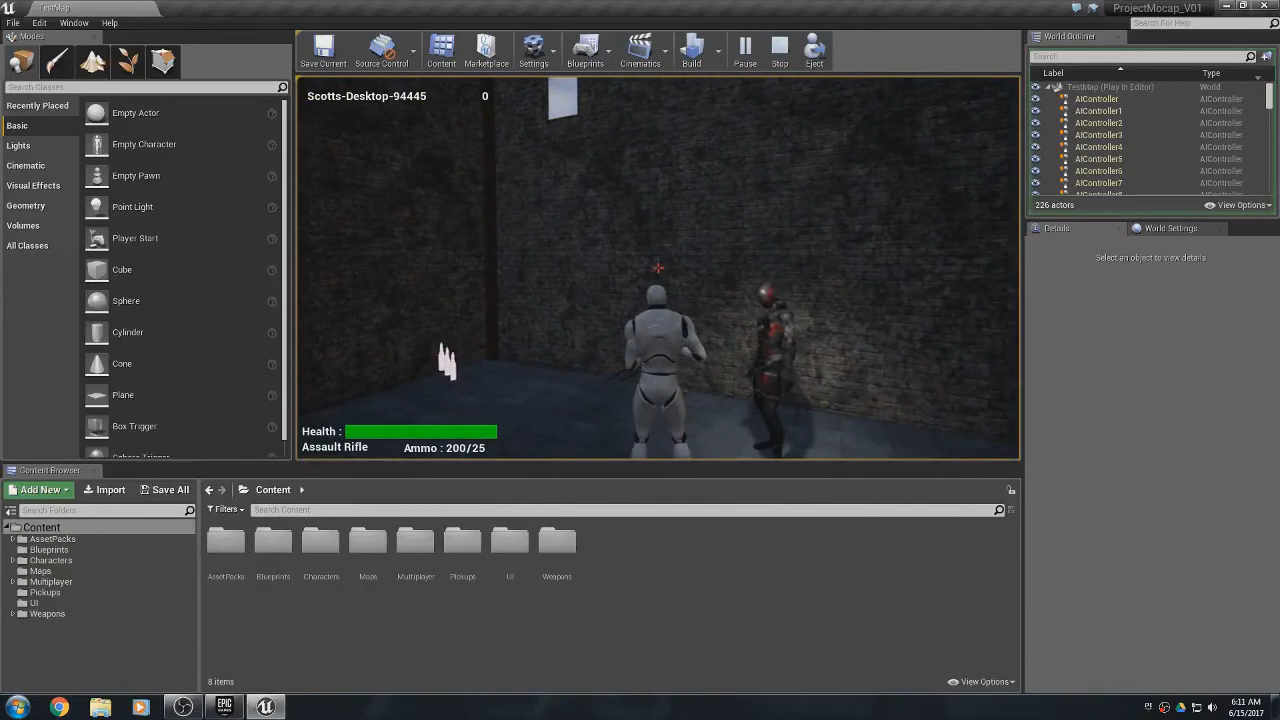 TestMap
ProjectMocap_V01
File Edit Window Help
Search For Help
Modes
World Outliner
Save Current Source Control Content Marketplace Settings Blueprints Cinematics Build Pause Stop Eject
Search Classes
Search
Label Type
Recently Placed
Basic
Lights
Cinematic
Visual Effects
Geometry
Volumes
All Classes
Empty Actor
Empty Character
Empty Pawn
Point Light
Player Start
Cube
Sphere
Cylinder
Cone
Plane
Box Trigger
Sphere Trigger
Scotts-Desktop-94445 0
TestMap (Play In Editor) World
AIController AIController
AIController1 AIController
AIController2 AIController
AIController3 AIController
AIController4 AIController
AIController5 AIController
AIController6 AIController
AIController7 AIController
226 actors View Options
Details World Settings
Select an object to view details
Health :
Assault Rifle Ammo : 200/25
Content Browser
Add New Import Save All Content
Search Folders
Filters Search Content
Content
AssetPacks
Blueprints
Characters
Maps
Multiplayer
Pickups
UI
Weapons
AssetPacks Blueprints Characters Maps Multiplayer Pickups UI Weapons
8 items View Options
EPIC GAMES
6:11 AM
6/15/2017